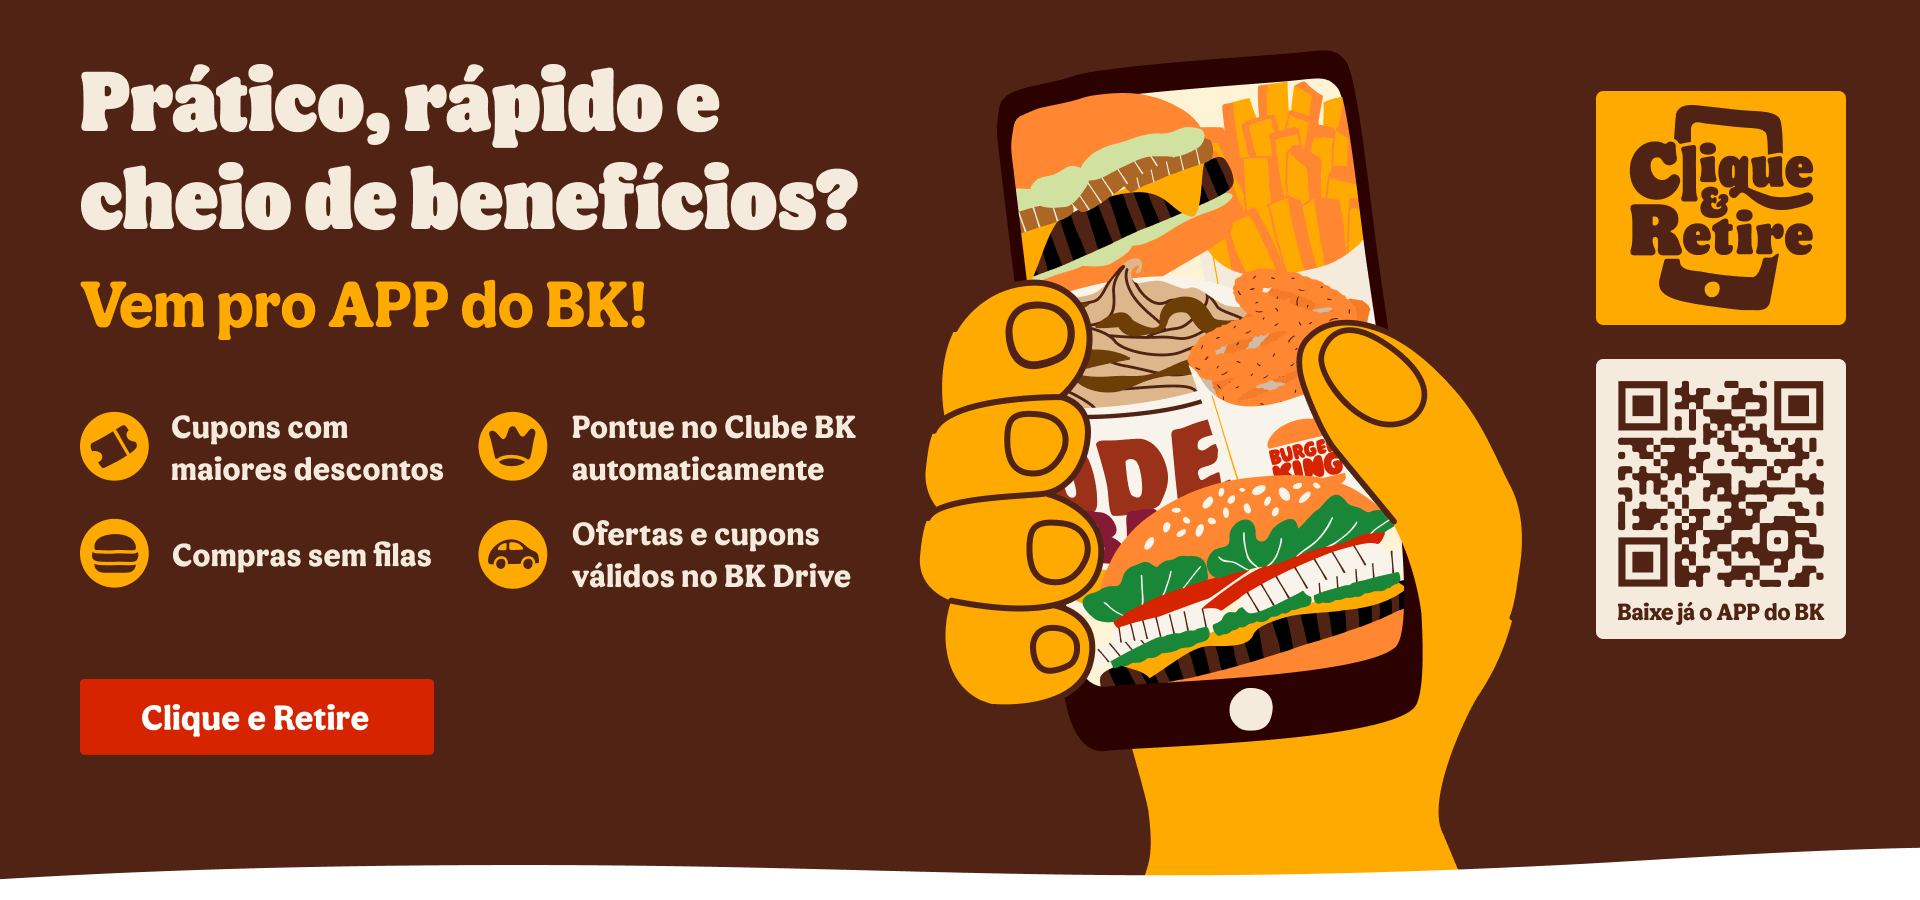 Prático, rápido e
cheio de benefícios?
Vem pro APP do BK!
Cupons com
maiores descontos
Pontue no Clube BK
automaticamente
Compras sem filas
Ofertas e cupons
válidos no BK Drive
Clique e Retire
BURGER
KING
Clique
&
Retire
Baixe já o APP do BK